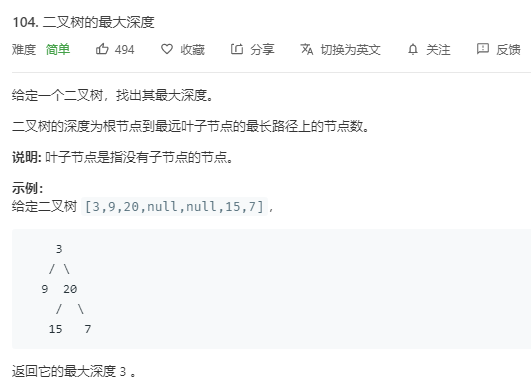 104. 二叉树的最大深度
难度 简单 494 收藏 分享 切换为英文 关注 反馈
给定一个二叉树，找出其最大深度。
二叉树的深度为根节点到最远叶子节点的最长路径上的节点数。
说明: 叶子节点是指没有子节点的节点。
示例：
给定二叉树 [3,9,20,null,null,15,7]，
3
/ \
9 20
/ \
15 7
返回它的最大深度 3 。